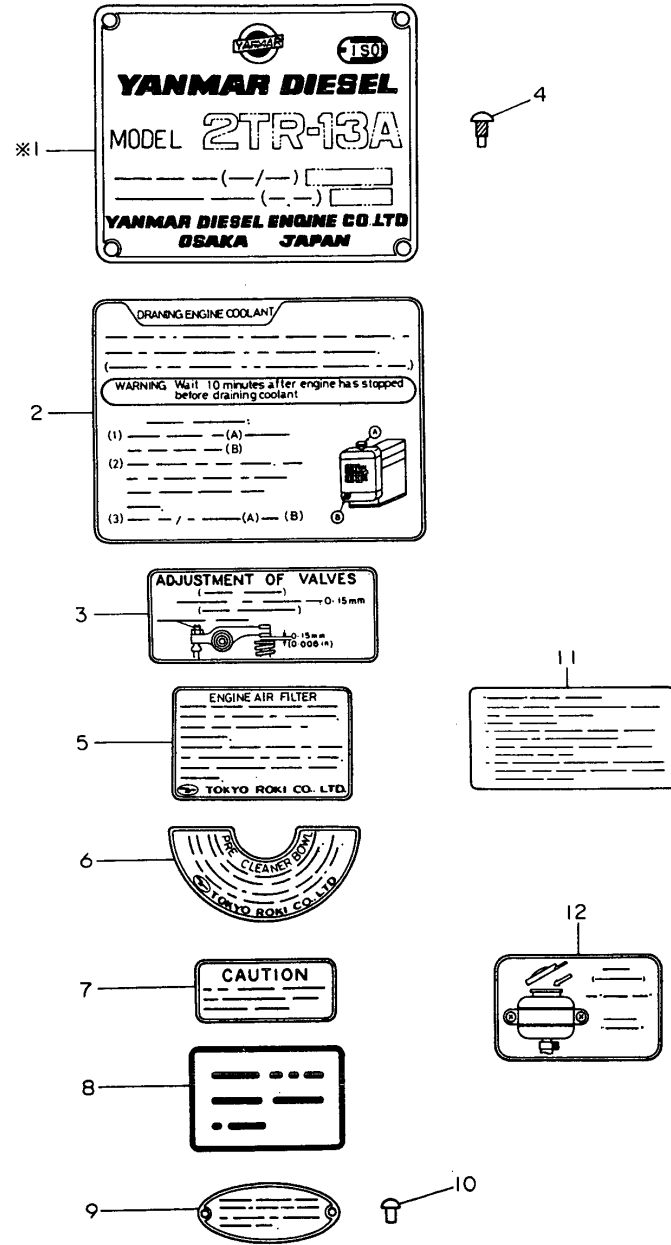 YANMAR
ISO
YANMAR DIESEL
MODEL 2TR-13A
(—/—)
(—.—)
YANMAR DIESEL ENGINE CO.LTD
OSAKA JAPAN
※1
4
DRANING ENGINE COOLANT
WARNING Wait 10 minutes after engine has stopped
before draining coolant
2
(1) (A)
(B)
(2)
(3) / (A) (B)
A
B
ADJUSTMENT OF VALVES
0.15mm
0.15mm
(0.006in)
3
11
ENGINE AIR FILTER
5
TOKYO ROKI CO.. LTD.
PRE CLEANER BOWL
6
TOKYO ROKI CO. LTD
12
CAUTION
7
8
9
10